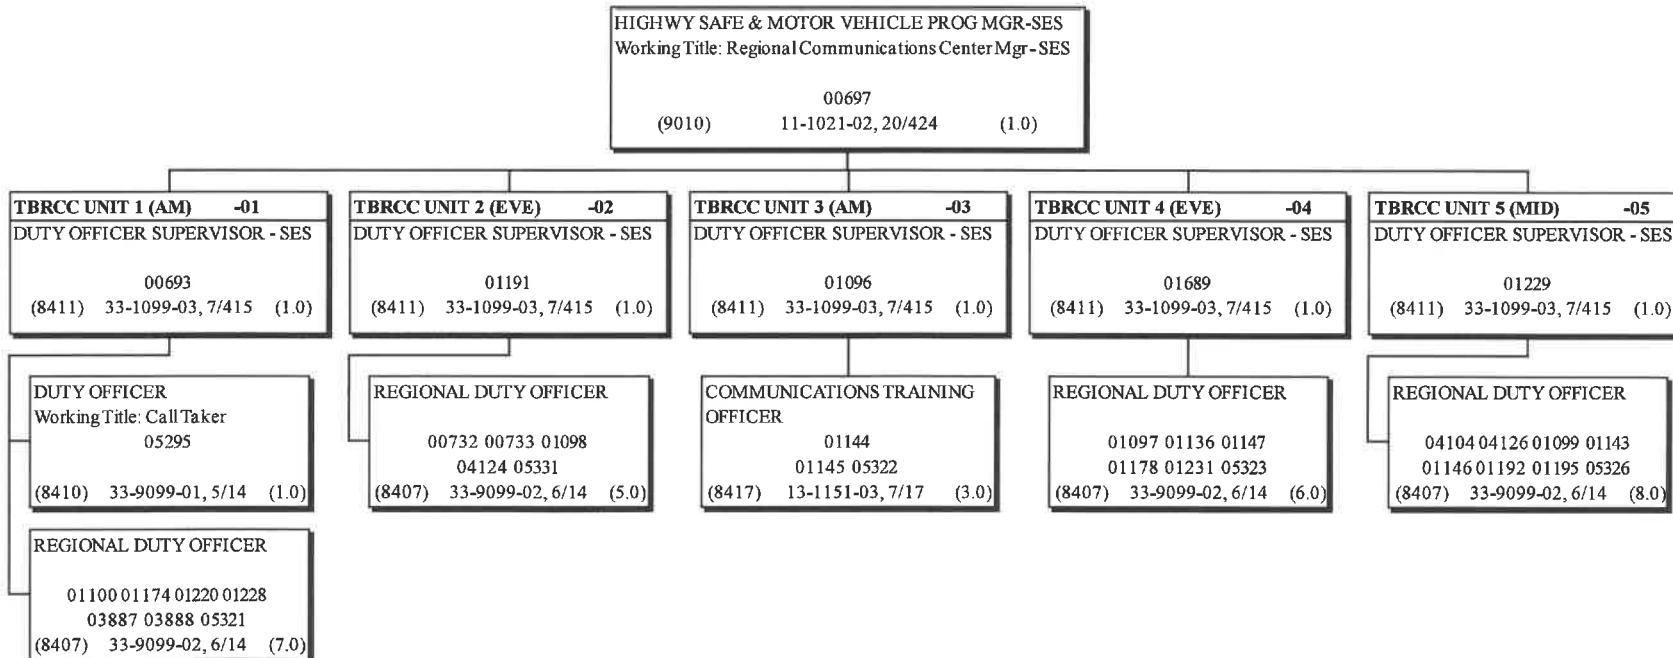 HIGHWY SAFE & MOTOR VEHICLE PROG MGR-SES
Working Title: Regional Communications Center Mgr - SES
00697
(9010) 11-1021-02, 20/424 (1.0)
TBRCC UNIT 1 (AM) -01
DUTY OFFICER SUPERVISOR - SES
00693
(8411) 33-1099-03, 7/415 (1.0)
DUTY OFFICER
Working Title: Call Taker
05295
(8410) 33-9099-01, 5/14 (1.0)
REGIONAL DUTY OFFICER
01100 01174 01220 01228
03887 03888 05321
(8407) 33-9099-02, 6/14 (7.0)
TBRCC UNIT 2 (EVE) -02
DUTY OFFICER SUPERVISOR - SES
01191
(8411) 33-1099-03, 7/415 (1.0)
REGIONAL DUTY OFFICER
00732 00733 01098
04124 05331
(8407) 33-9099-02, 6/14 (5.0)
TBRCC UNIT 3 (AM) -03
DUTY OFFICER SUPERVISOR - SES
01096
(8411) 33-1099-03, 7/415 (1.0)
COMMUNICATIONS TRAINING
OFFICER
01144
01145 05322
(8417) 13-1151-03, 7/17 (3.0)
TBRCC UNIT 4 (EVE) -04
DUTY OFFICER SUPERVISOR - SES
01689
(8411) 33-1099-03, 7/415 (1.0)
REGIONAL DUTY OFFICER
01097 01136 01147
01178 01231 05323
(8407) 33-9099-02, 6/14 (6.0)
TBRCC UNIT 5 (MID) -05
DUTY OFFICER SUPERVISOR - SES
01229
(8411) 33-1099-03, 7/415 (1.0)
REGIONAL DUTY OFFICER
04104 04126 01099 01143
01146 01192 01195 05326
(8407) 33-9099-02, 6/14 (8.0)